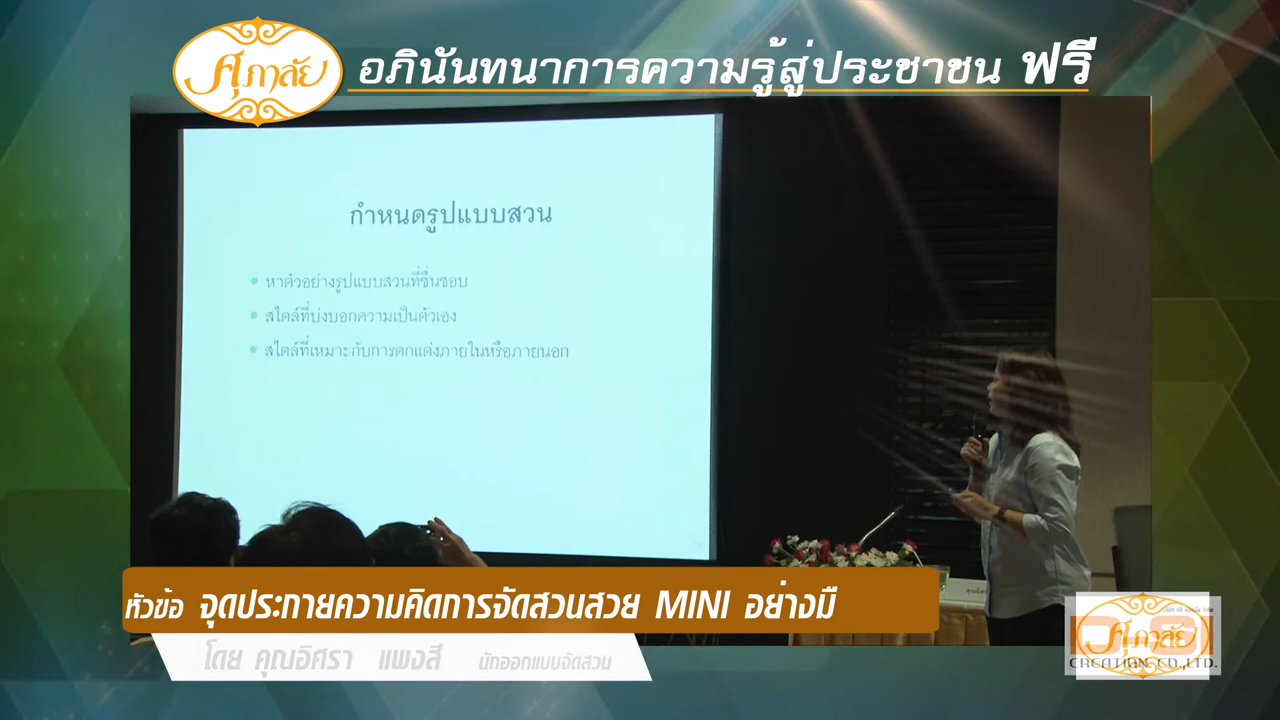 ศุภาลัย
อภินันทนาการความรู้สู่ประชาชน ฟรี
กำหนดรูปแบบสวน
• หาตัวอย่างรูปแบบสวนที่ชื่นชอบ
• สไตล์ที่บ่งบอกความเป็นตัวเอง
• สไตล์ที่เหมาะกับการตกแต่งภายในหรือภายนอก
หัวข้อ จุดประกายความคิดการจัดสวนสวย MINI อย่างมื
โดย คุณอิศรา แพงสี นักออกแบบจัดสวน
ศุภาลัย
CREATION CO.,LTD.